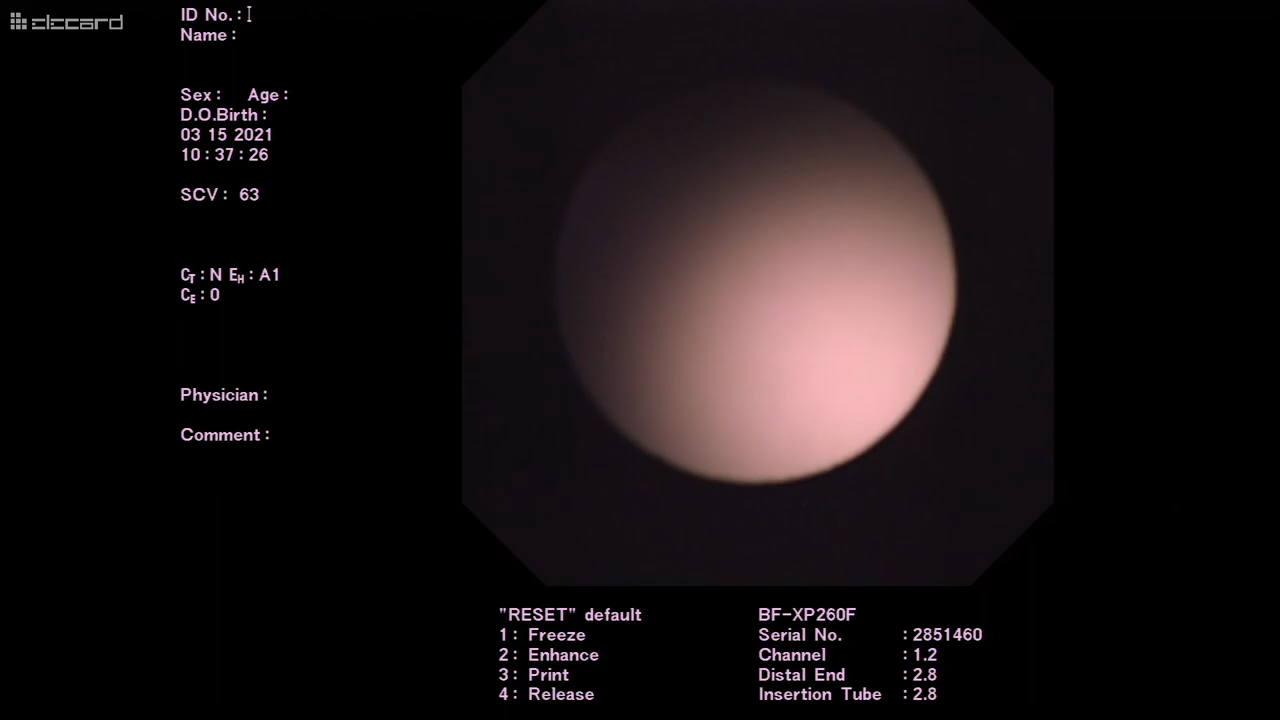 elecard
ID No.:
Name:
Sex: Age:
D.O.Birth:
03 15 2021
10:37:26
SCV: 63
CT:N EH:A1
CE:0
Physician:
Comment:
"RESET" default
1: Freeze
2: Enhance
3: Print
4: Release
BF-XP260F
Serial No. :2851460
Channel :1.2
Distal End :2.8
Insertion Tube :2.8